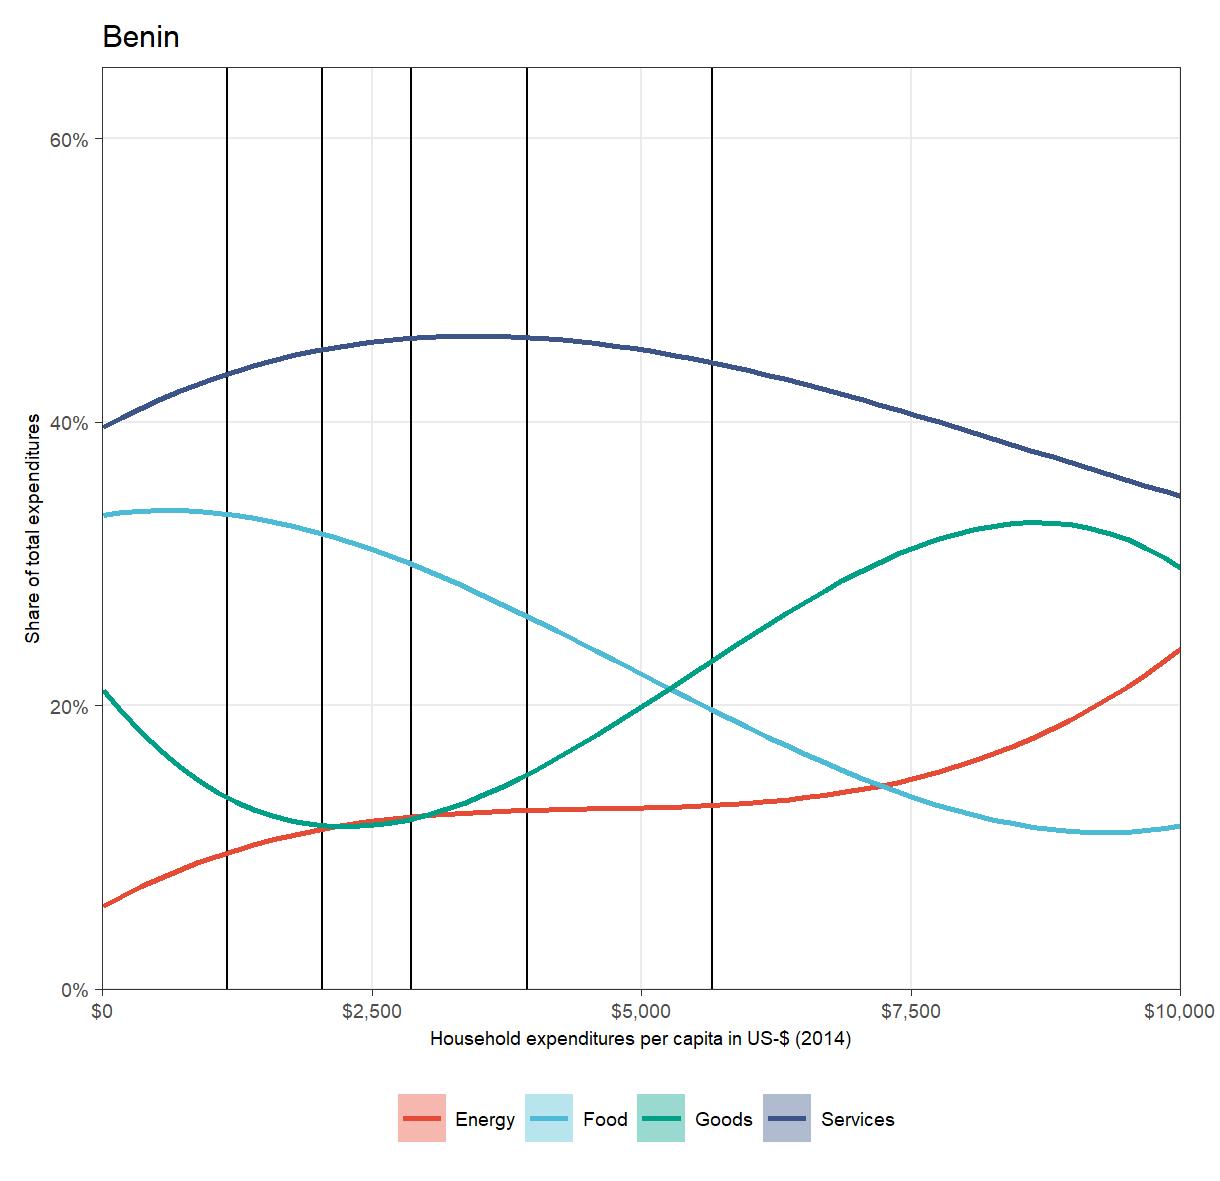 Benin
60%
40%
20%
0%
Share of total expenditures
$0 $2,500 $5,000 $7,500 $10,000
Household expenditures per capita in US-$ (2014)
Energy Food Goods Services